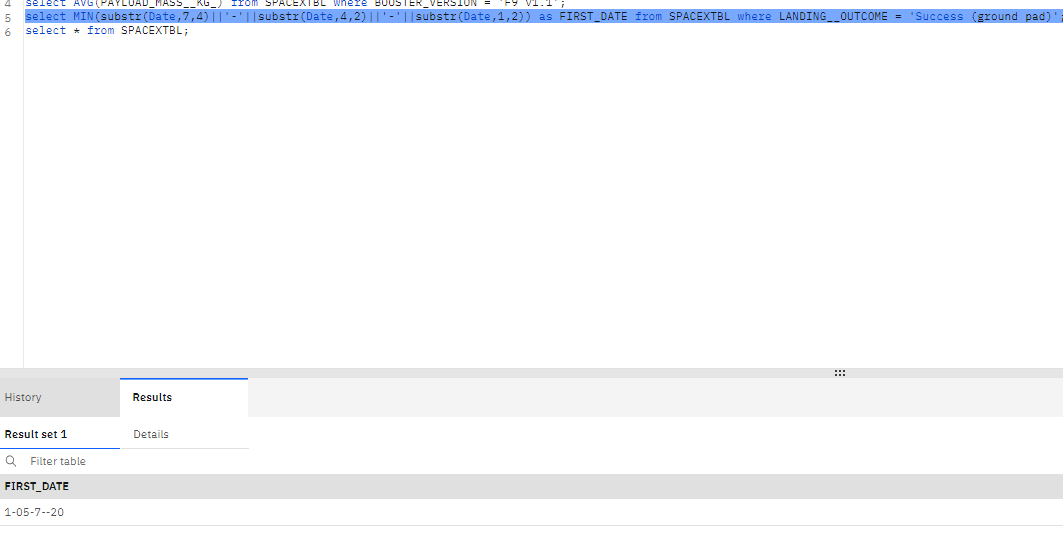 4 select AVG(PAYLOAD_MASS__KG_) from SPACEXTBL where BOOSTER_VERSION = 'F9 v1.1';
5 select MIN(substr(Date,7,4)||'-'||substr(Date,4,2)||'-'||substr(Date,1,2)) as FIRST_DATE from SPACEXTBL where LANDING__OUTCOME = 'Success (ground pad)';
6 select * from SPACEXTBL;
History Results
Result set 1 Details
Filter table
FIRST_DATE
1-05-7--20